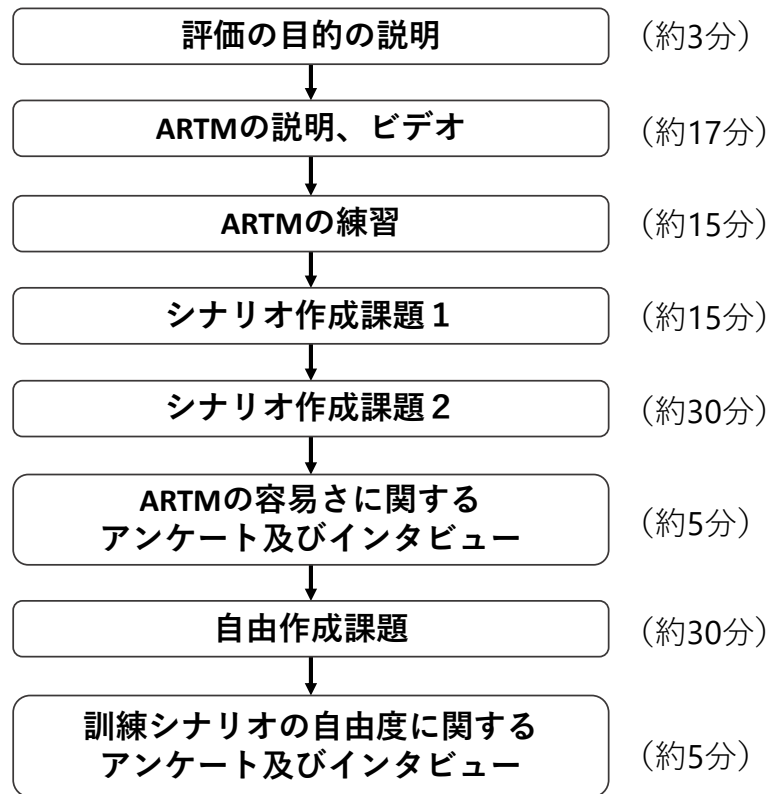 評価の目的の説明 （約3分）
ARTMの説明、ビデオ （約17分）
ARTMの練習 （約15分）
シナリオ作成課題１ （約15分）
シナリオ作成課題２ （約30分）
ARTMの容易さに関する
アンケート及びインタビュー （約5分）
自由作成課題 （約30分）
訓練シナリオの自由度に関する
アンケート及びインタビュー （約5分）